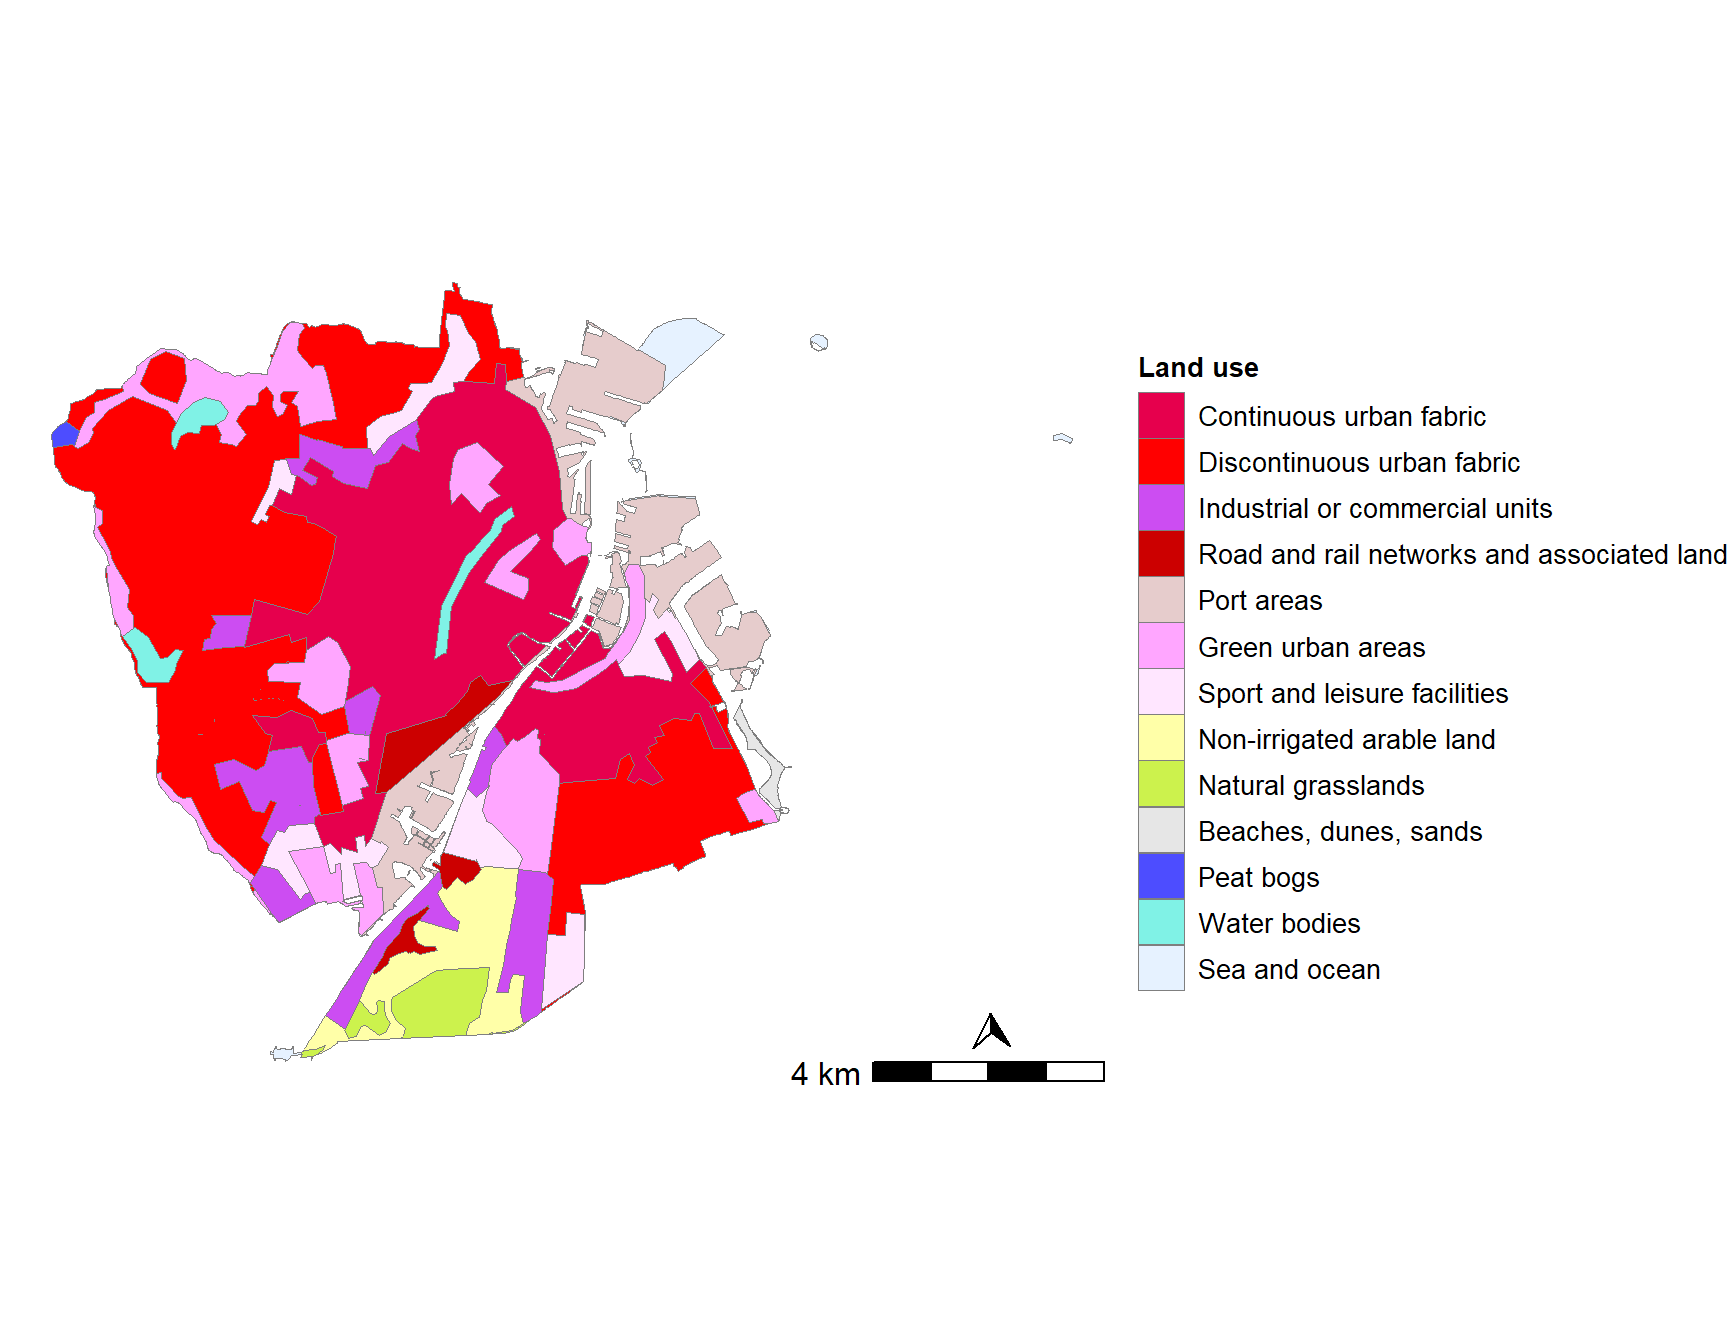 Land use
Continuous urban fabric
Discontinuous urban fabric
Industrial or commercial units
Road and rail networks and associated land
Port areas
Green urban areas
Sport and leisure facilities
Non-irrigated arable land
Natural grasslands
Beaches, dunes, sands
Peat bogs
Water bodies
Sea and ocean
4 km